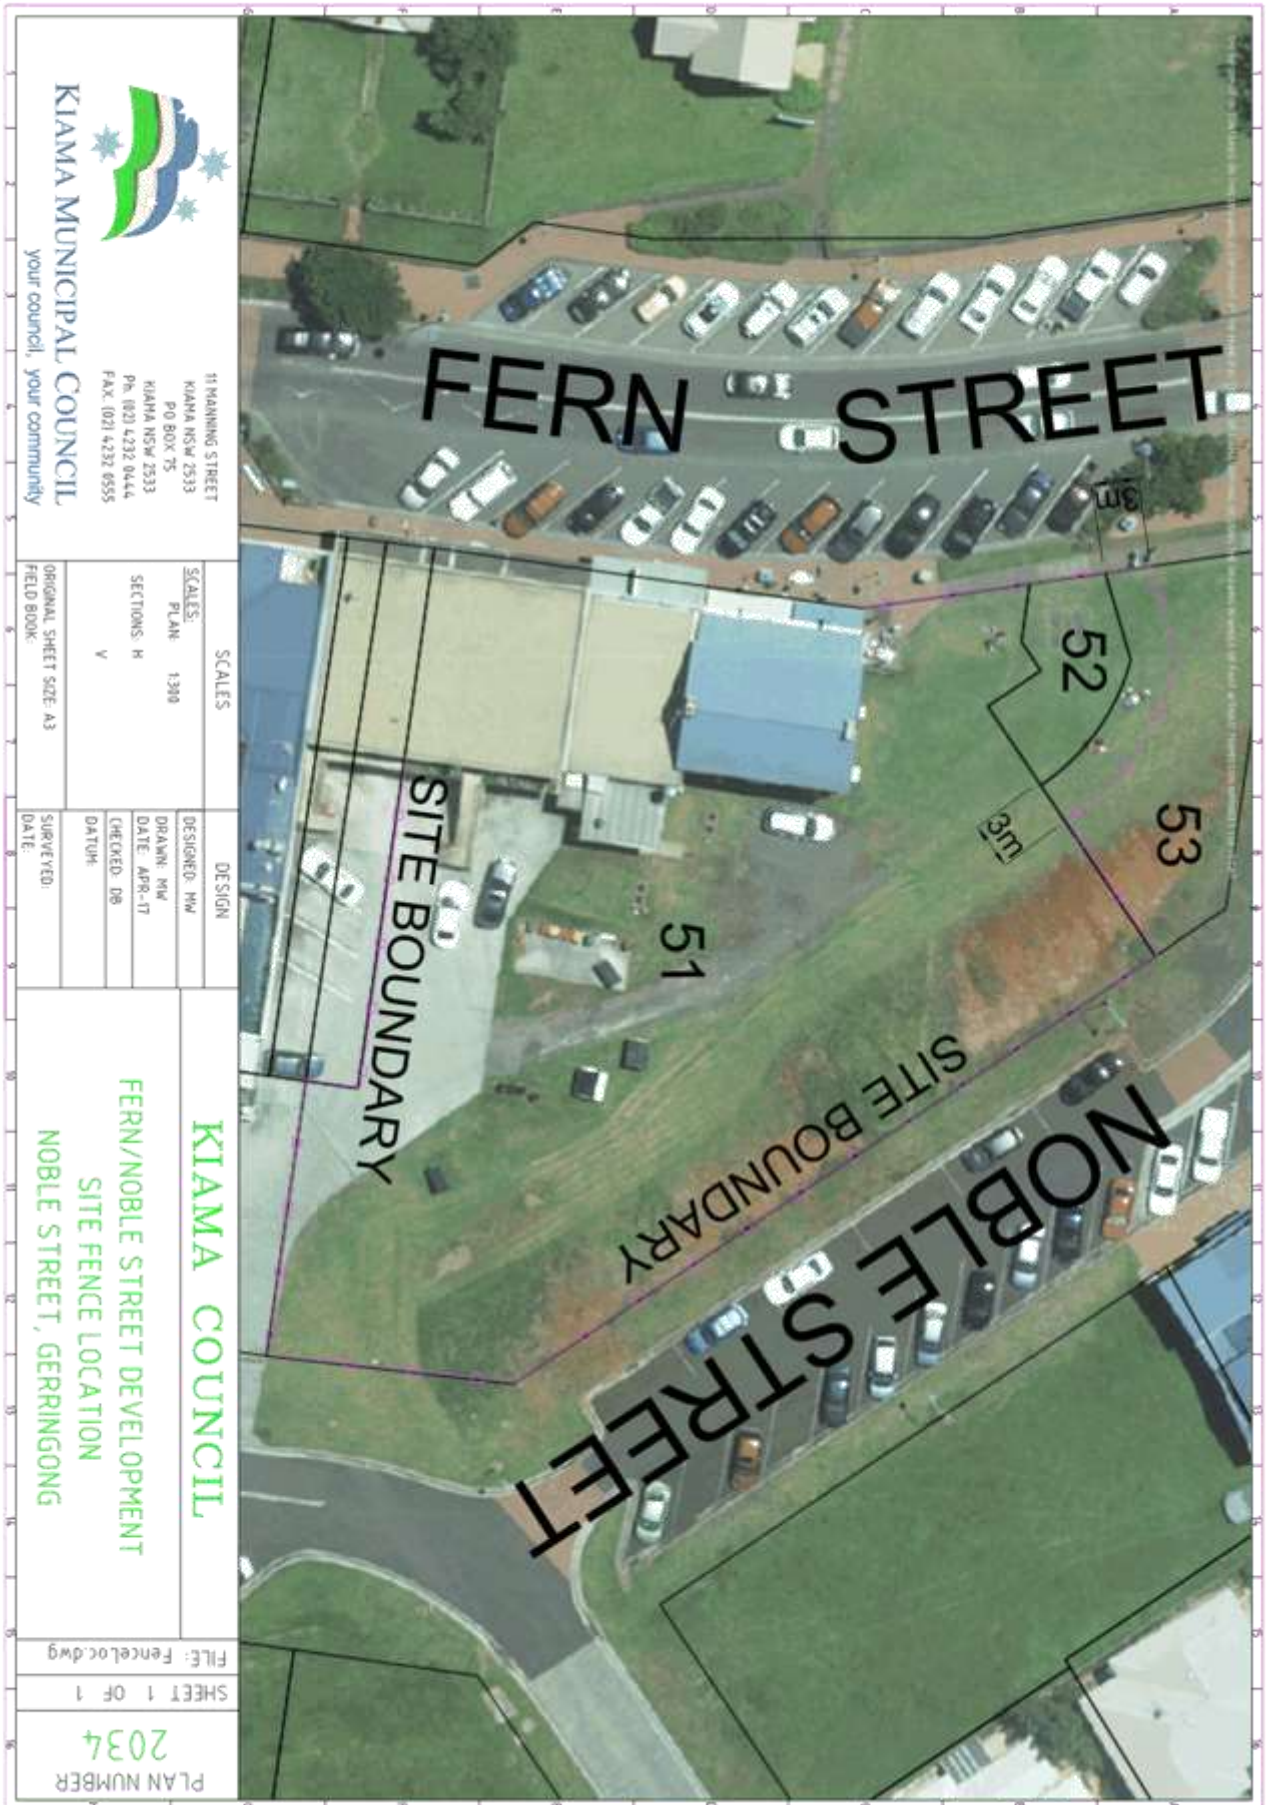 FERN STREET
3m
52
53
3m
51
SITE BOUNDARY
SITE BOUNDARY
NOBLE STREET
KIAMA MUNICIPAL COUNCIL
your council, your community
11 MANNING STREET
KIAMA NSW 2533
PO BOX 75
KIAMA NSW 2533
Ph. (02) 4232 0444
FAX. (02) 4232 0555
SCALES
SCALES:
PLAN: 1:300
SECTIONS: H
V
ORIGINAL SHEET SIZE: A3
FIELD BOOK:
DESIGN
DESIGNED: MW
DRAWN: MW
DATE: APR-17
CHECKED: DB
DATUM:
SURVEYED:
DATE:
KIAMA COUNCIL
FERN/NOBLE STREET DEVELOPMENT
SITE FENCE LOCATION
NOBLE STREET, GERRINGONG
FILE: FenceLoc.dwg
SHEET 1 OF 1
PLAN NUMBER
2034